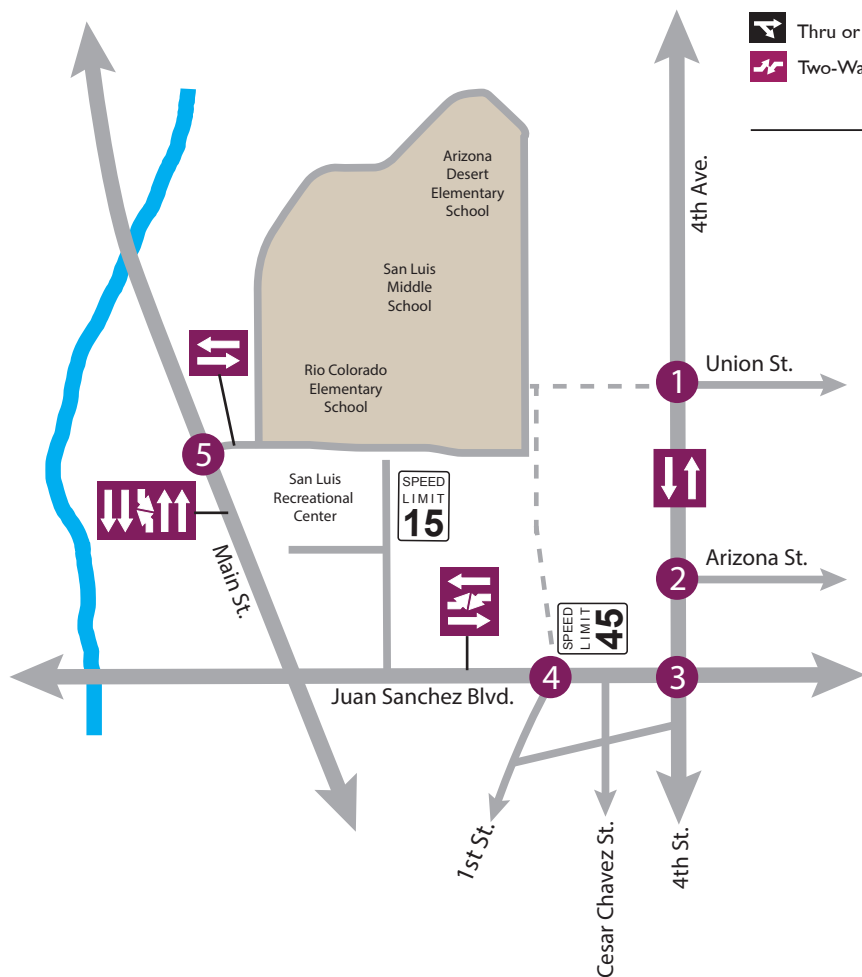 Thru or
Two-Wa
4th Ave.
Arizona
Desert
Elementary
School
San Luis
Middle
School
Rio Colorado
Elementary
School
1
Union St.
5
San Luis
Recreational
Center
SPEED
LIMIT
15
Main St.
2
Arizona St.
SPEED
LIMIT
45
4
3
Juan Sanchez Blvd.
1st St.
Cesar Chavez St.
4th St.